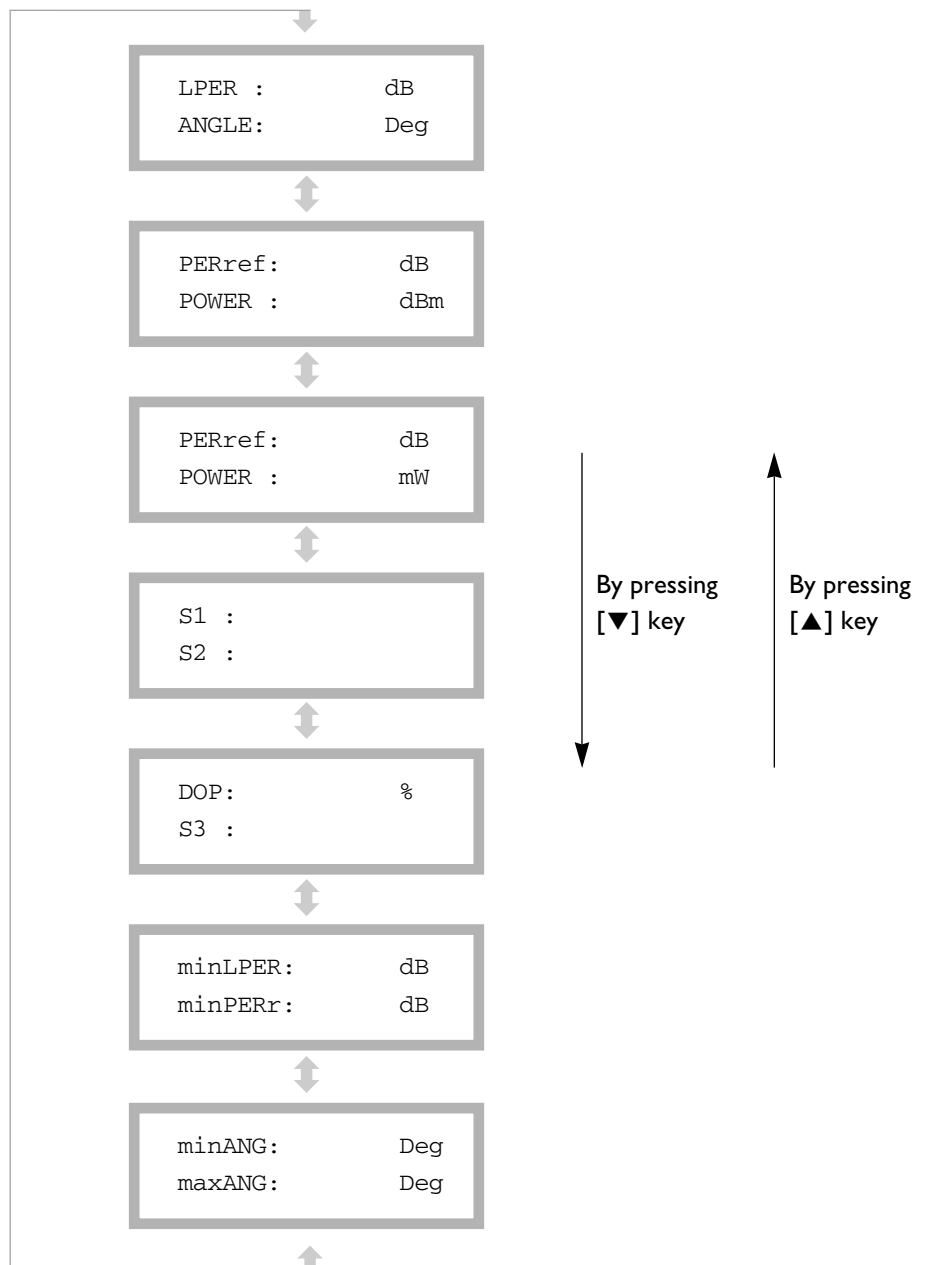 LPER : dB
ANGLE: Deg
PERref: dB
POWER : dBm
PERref: dB
POWER : mW
S1 :
S2 :
By pressing
[▼] key
By pressing
[▲] key
DOP: %
S3 :
minLPER: dB
minPERr: dB
minANG: Deg
maxANG: Deg